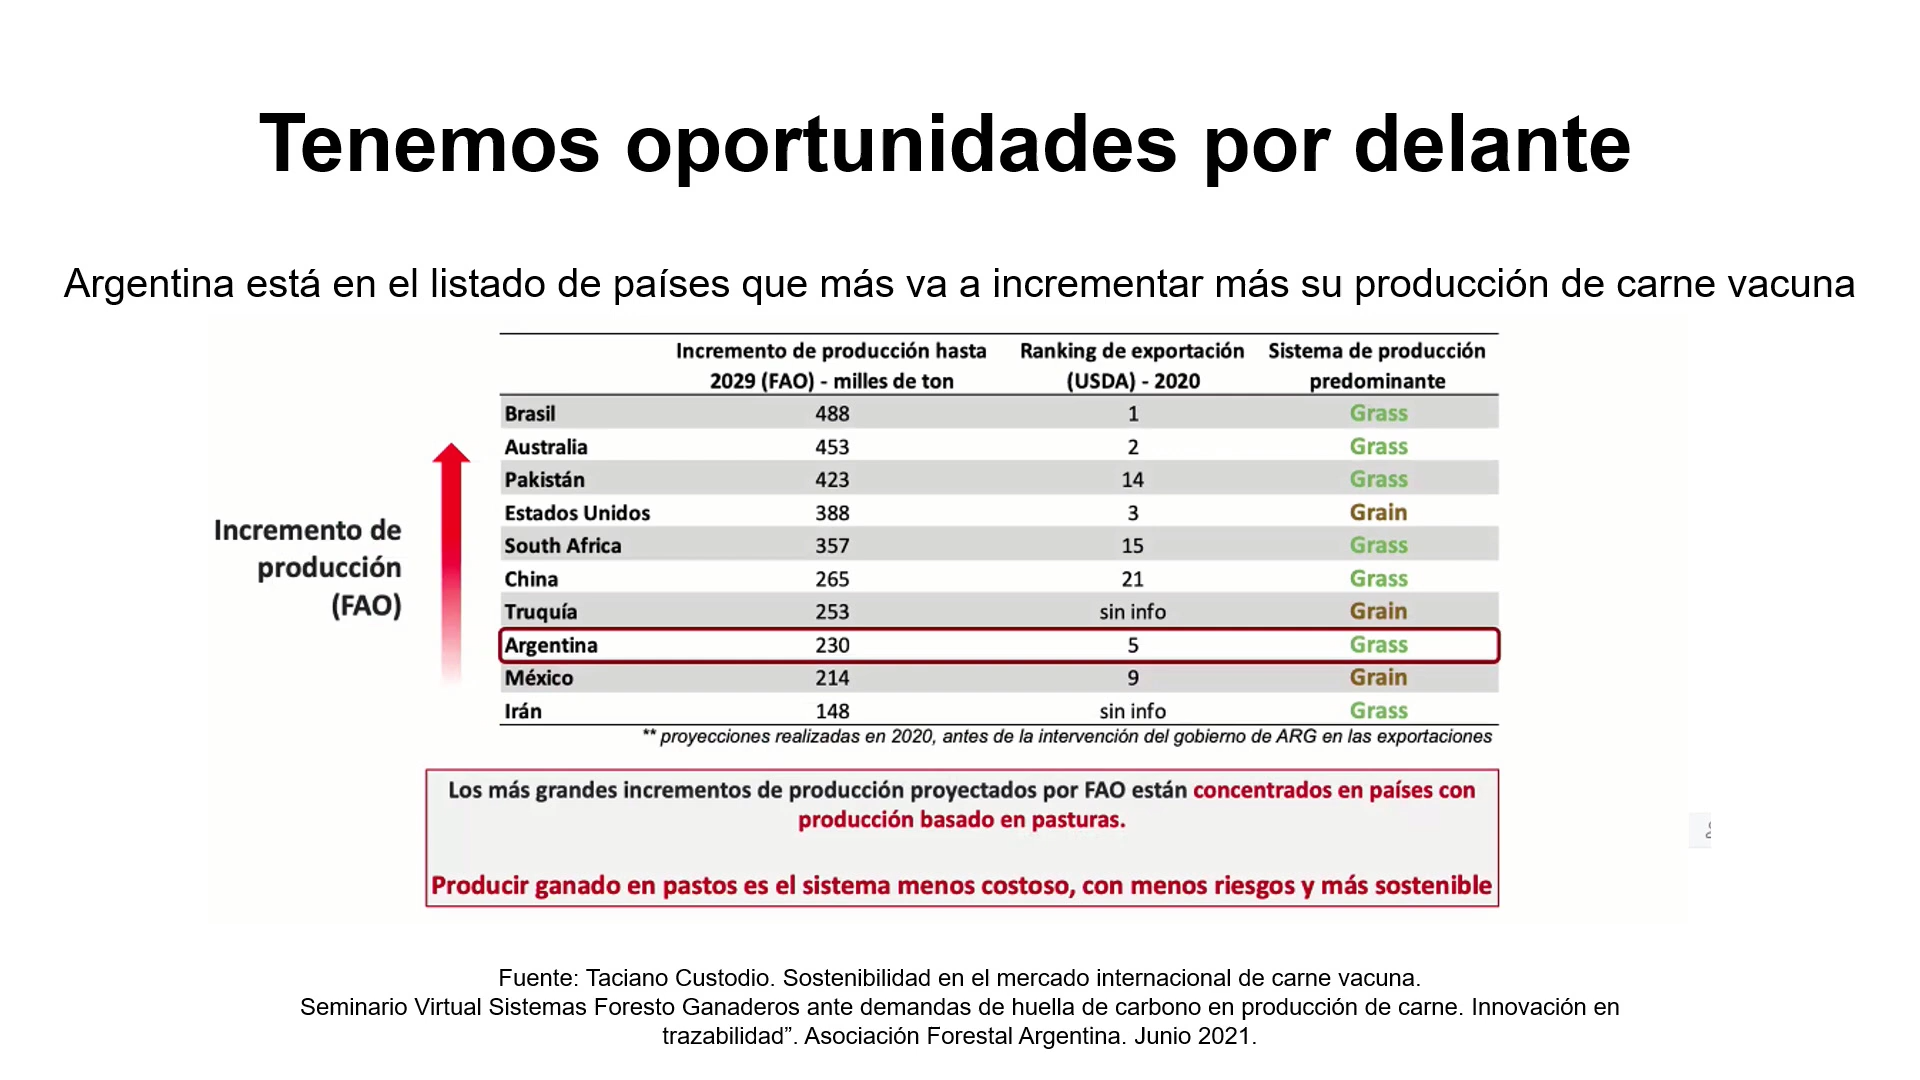 Tenemos oportunidades por delante
Argentina está en el listado de países que más va a incrementar más su producción de carne vacuna
Incremento de producción hasta 2029 (FAO) - milles de ton Ranking de exportación (USDA) - 2020 Sistema de producción predominante
Brasil 488 1 Grass
Australia 453 2 Grass
Pakistán 423 14 Grass
Estados Unidos 388 3 Grain
South Africa 357 15 Grass
China 265 21 Grass
Truquía 253 sin info Grain
Argentina 230 5 Grass
México 214 9 Grain
Irán 148 sin info Grass
Incremento de
producción
(FAO)
** proyecciones realizadas en 2020, antes de la intervención del gobierno de ARG en las exportaciones
Los más grandes incrementos de producción proyectados por FAO están concentrados en países con
producción basado en pasturas.
Producir ganado en pastos es el sistema menos costoso, con menos riesgos y más sostenible
Fuente: Taciano Custodio. Sostenibilidad en el mercado internacional de carne vacuna.
Seminario Virtual Sistemas Foresto Ganaderos ante demandas de huella de carbono en producción de carne. Innovación en
trazabilidad”. Asociación Forestal Argentina. Junio 2021.